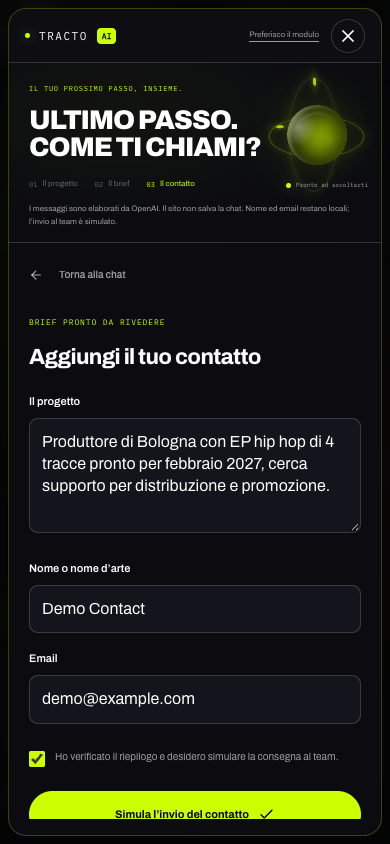 TRACTO AI
Preferisco il modulo
IL TUO PROSSIMO PASSO, INSIEME.
ULTIMO PASSO.
COME TI CHIAMI?
01 Il progetto 02 Il brief 03 Il contatto
Pronto ad ascoltarti
I messaggi sono elaborati da OpenAI. Il sito non salva la chat. Nome ed email restano locali;
l'invio al team è simulato.
Torna alla chat
BRIEF PRONTO DA RIVEDERE
Aggiungi il tuo contatto
Il progetto
Produttore di Bologna con EP hip hop di 4
tracce pronto per febbraio 2027, cerca
supporto per distribuzione e promozione.
Nome o nome d'arte
Demo Contact
Email
demo@example.com
Ho verificato il riepilogo e desidero simulare la consegna al team.
Simula l'invio del contatto